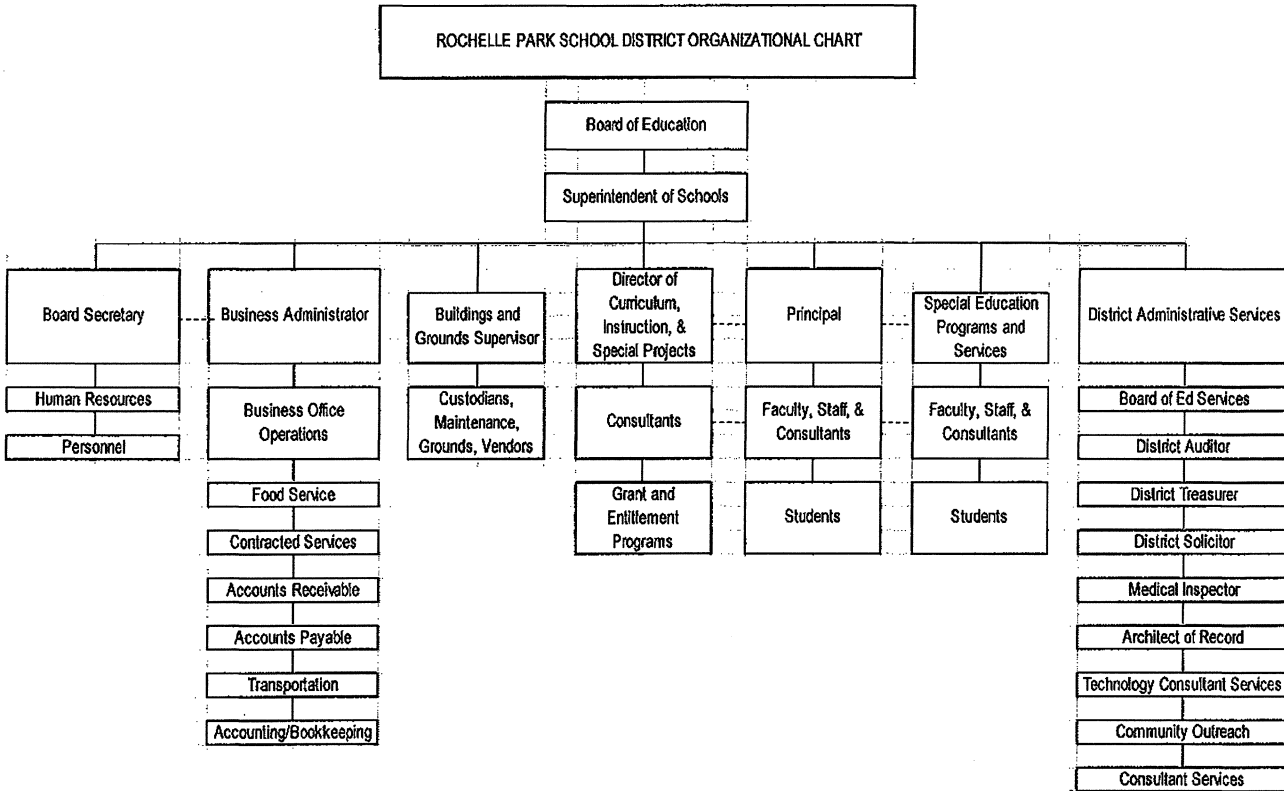 ROCHELLE PARK SCHOOL DISTRICT ORGANIZATIONAL CHART
Board of Education
Superintendent of Schools
Board Secretary
Human Resources
Personnel
Business Administrator
Business Office
Operations
Food Service
Contracted Services
Accounts Receivable
Accounts Payable
Transportation
Accounting/Bookkeeping
Buildings and
Grounds Supervisor
Custodians,
Maintenance,
Grounds, Vendors
Director of
Curriculum,
Instruction, &
Special Projects
Consultants
Grant and
Entitlement
Programs
Principal
Faculty, Staff, &
Consultants
Students
Special Education
Programs and
Services
Faculty, Staff, &
Consultants
Students
District Administrative Services
Board of Ed Services
District Auditor
District Treasurer
District Solicitor
Medical Inspector
Architect of Record
Technology Consultant Services
Community Outreach
Consultant Services